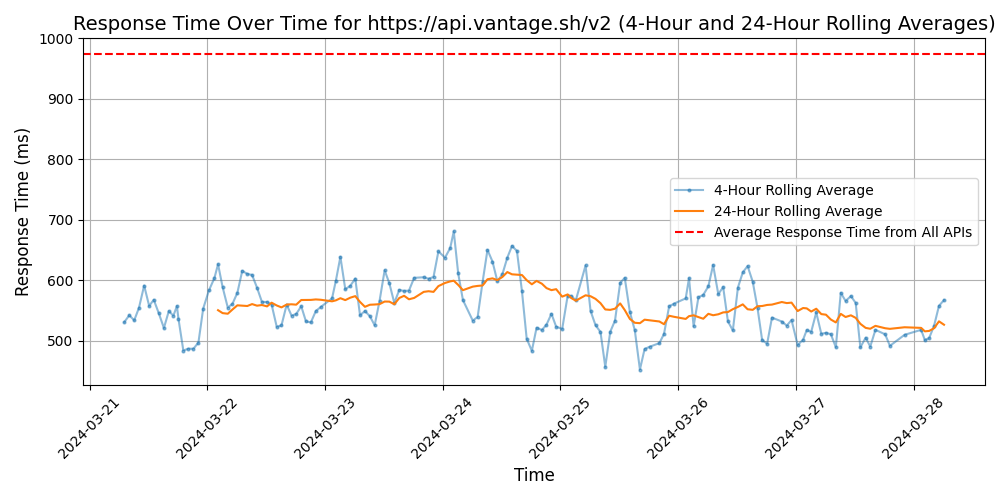 Response Time Over Time for https://api.vantage.sh/v2 (4-Hour and 24-Hour Rolling Averages)
Response Time (ms)
1000
900
800
700
600
500
4-Hour Rolling Average
24-Hour Rolling Average
Average Response Time from All APIs
2024-03-21
2024-03-22
2024-03-23
2024-03-24
2024-03-25
2024-03-26
2024-03-27
2024-03-28
Time